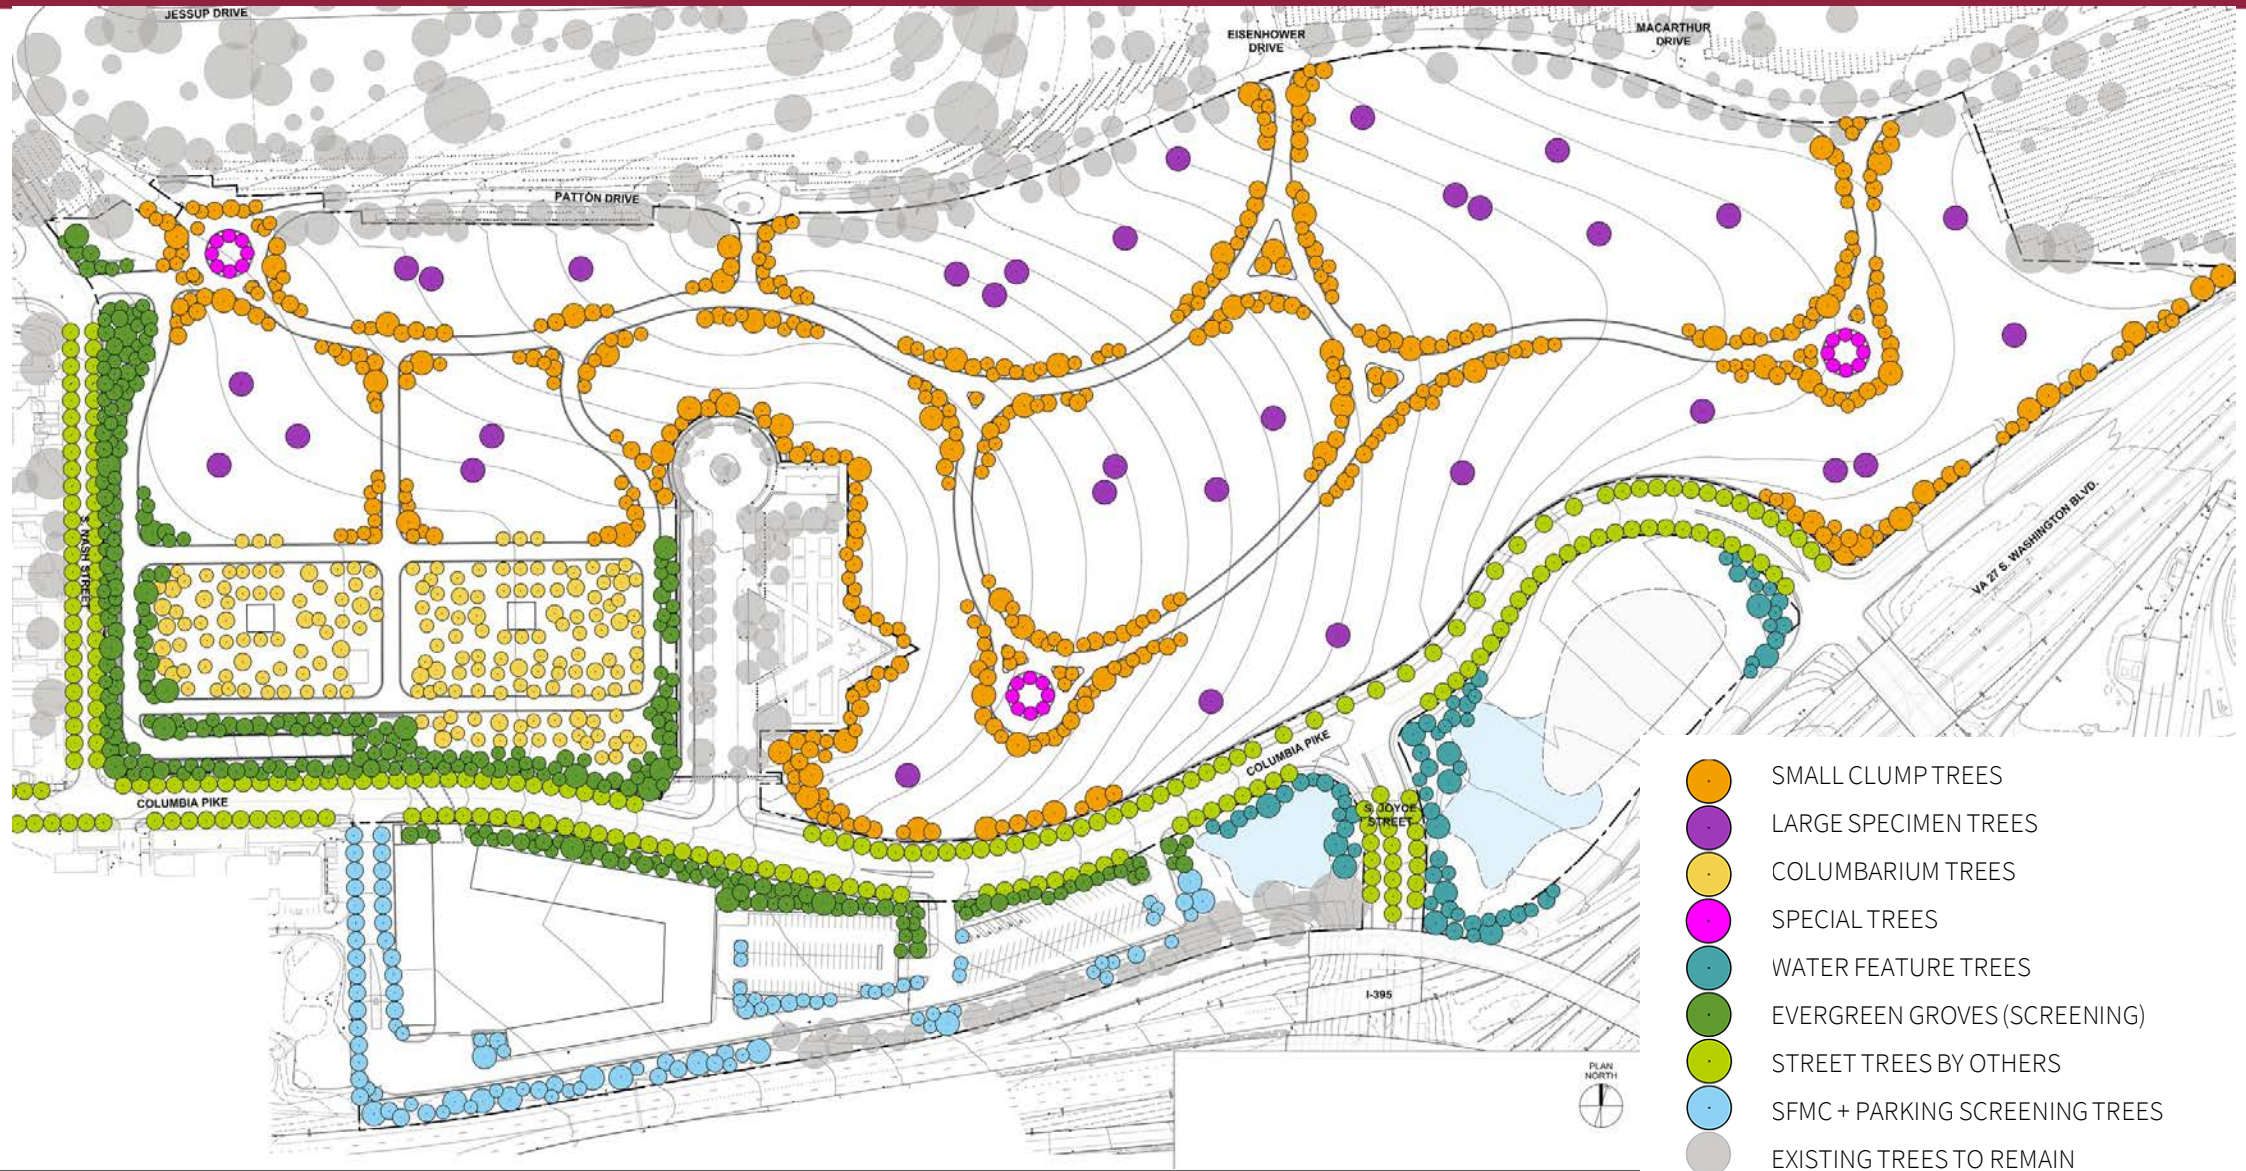 JESSUP DRIVE
EISENHOWER
DRIVE
MACARTHUR
DRIVE
PATTON DRIVE
S. NASH STREET
VA 27 S. WASHINGTON BLVD.
COLUMBIA PIKE
COLUMBIA PIKE
S. JOYCE
STREET
I-395
PLAN
NORTH
SMALL CLUMP TREES
LARGE SPECIMEN TREES
COLUMBARIUM TREES
SPECIAL TREES
WATER FEATURE TREES
EVERGREEN GROVES (SCREENING)
STREET TREES BY OTHERS
SFMC + PARKING SCREENING TREES
EXISTING TREES TO REMAIN